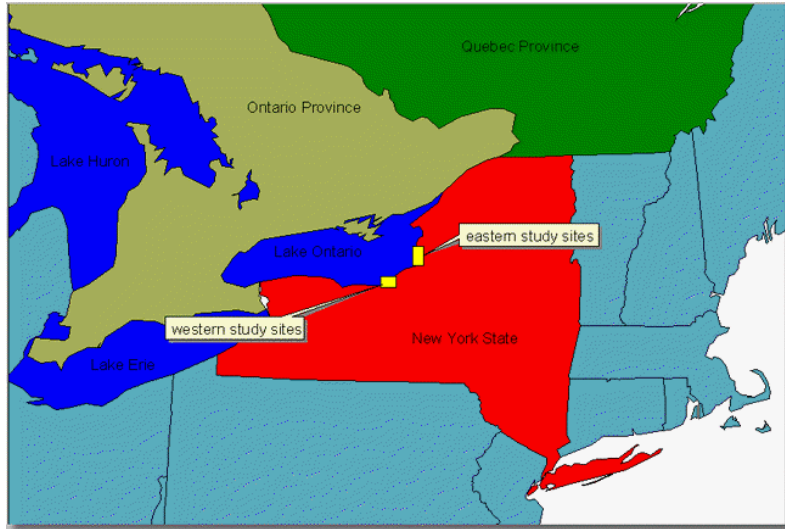 Quebec Province
Ontario Province
Lake Huron
eastern study sites
Lake Ontario
western study sites
New York State
Lake Erie